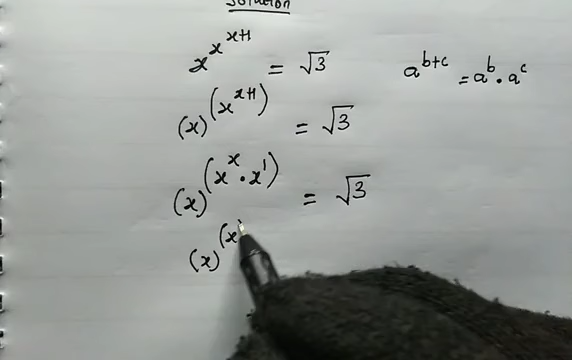 Solution
x^{x^{x+1}} = √3
a^{b+c} = a^b · a^c
(x)^{(x^{x+1})} = √3
(x)^{(x^x · x^1)} = √3
(x)^{(x